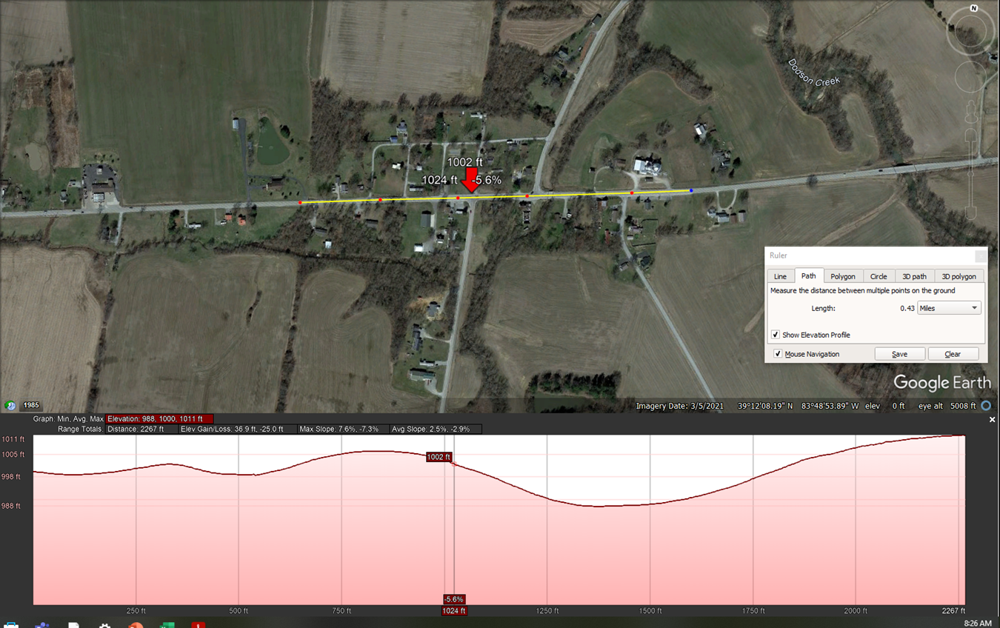 N
Dodson Creek
1002 ft
1024 ft -5.6%
Ruler
Line Path Polygon Circle 3D path 3D polygon
Measure the distance between multiple points on the ground
Length: 0.43 Miles
Show Elevation Profile
Mouse Navigation Save Clear
Google Earth
1985 Imagery Date: 3/5/2021 39°12'08.19" N 83°48'53.89" W elev 0 ft eye alt 5008 ft
Graph: Min, Avg, Max Elevation: 988, 1000, 1011 ft
Range Totals: Distance: 2267 ft Elev Gain/Loss: 36.9 ft, -25.0 ft Max Slope: 7.6%, -7.3% Avg Slope: 2.5%, -2.9%
1011 ft
1005 ft
1002 ft
998 ft
988 ft
-5.6%
250 ft 500 ft 750 ft 1024 ft 1250 ft 1500 ft 1750 ft 2000 ft 2267 ft
8:26 AM